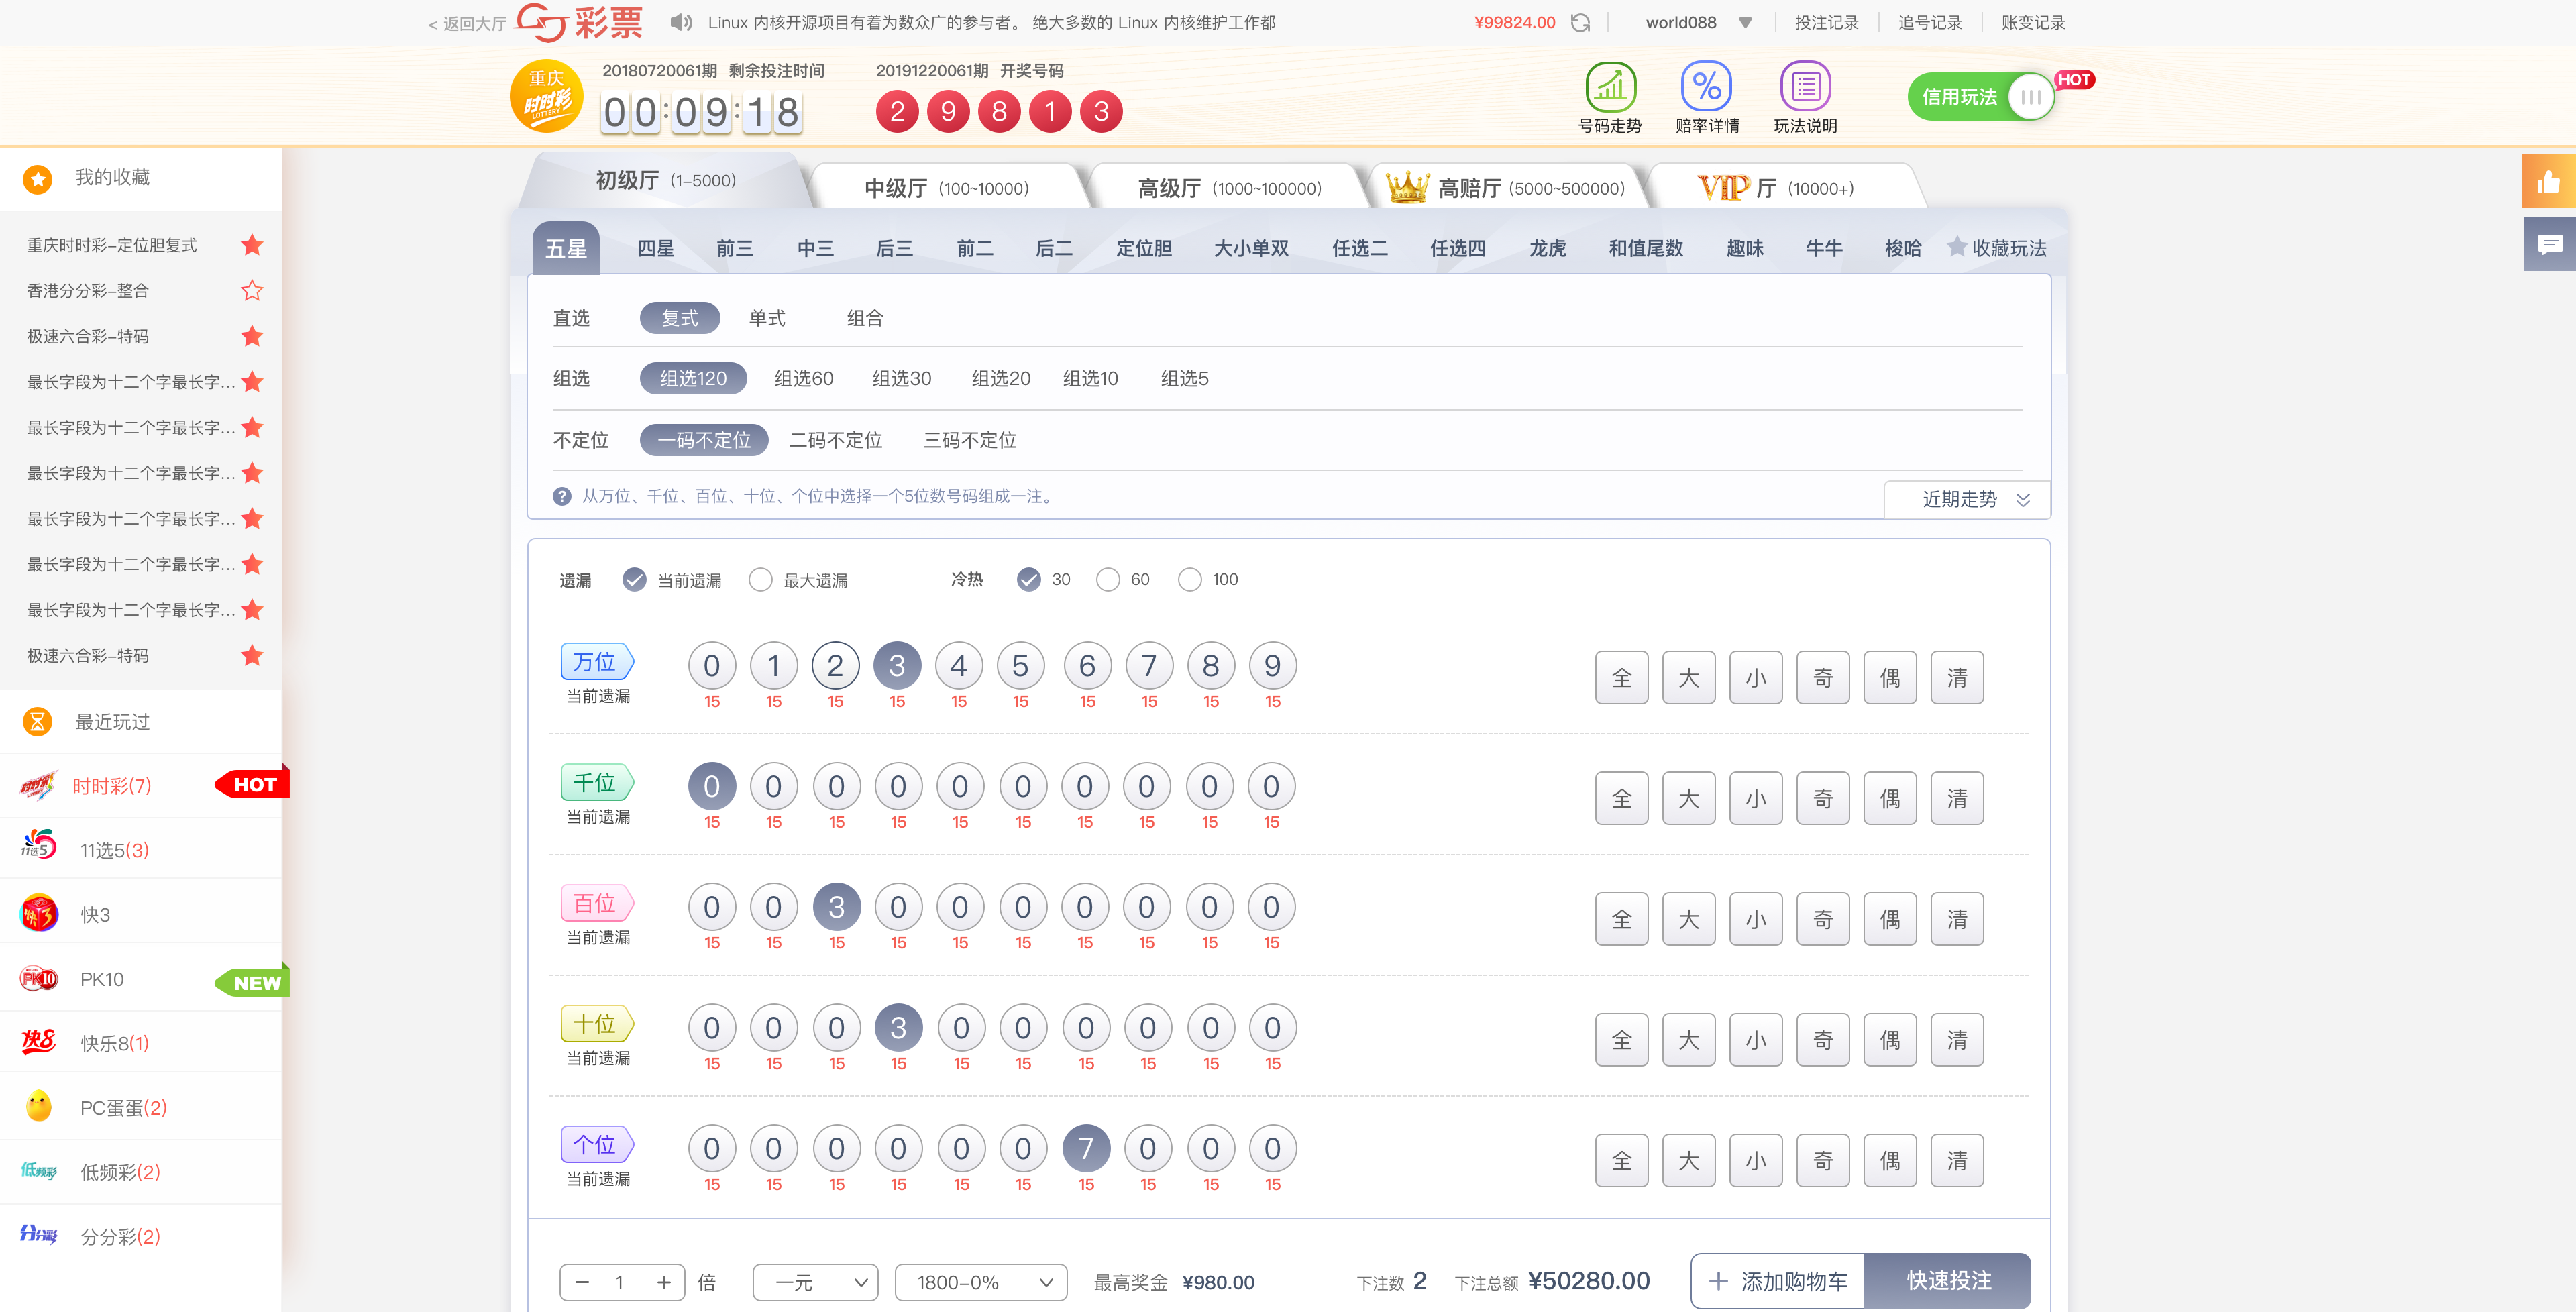 < 返回大厅
彩票
Linux 内核开源项目有着为数众广的参与者。 绝大多数的 Linux 内核维护工作都
¥99824.00
world088
投注记录
追号记录
账变记录
重庆
时时彩
LOTTERY
20180720061期 剩余投注时间
00:09:18
20191220061期 开奖号码
2 9 8 1 3
号码走势
赔率详情
玩法说明
信用玩法
HOT
我的收藏
重庆时时彩-定位胆复式
香港分分彩-整合
极速六合彩-特码
最长字段为十二个字最长字...
最长字段为十二个字最长字...
最长字段为十二个字最长字...
最长字段为十二个字最长字...
最长字段为十二个字最长字...
最长字段为十二个字最长字...
极速六合彩-特码
最近玩过
时时彩
时时彩(7)
HOT
11选5
11选5(3)
快3
快3
PK10
PK10
NEW
快8
快乐8(1)
PC蛋蛋(2)
低频彩
低频彩(2)
分分彩
分分彩(2)
初级厅 (1-5000)
中级厅 (100~10000)
高级厅 (1000~100000)
高赔厅 (5000~500000)
VIP 厅 (10000+)
五星 四星 前三 中三 后三 前二 后二 定位胆 大小单双 任选二 任选四 龙虎 和值尾数 趣味 牛牛 梭哈 收藏玩法
直选 复式 单式 组合
组选 组选120 组选60 组选30 组选20 组选10 组选5
不定位 一码不定位 二码不定位 三码不定位
? 从万位、千位、百位、十位、个位中选择一个5位数号码组成一注。
近期走势
遗漏 当前遗漏 最大遗漏 冷热 30 60 100
万位 0 1 2 3 4 5 6 7 8 9 全 大 小 奇 偶 清
当前遗漏 15 15 15 15 15 15 15 15 15 15
千位 0 0 0 0 0 0 0 0 0 0 全 大 小 奇 偶 清
当前遗漏 15 15 15 15 15 15 15 15 15 15
百位 0 0 3 0 0 0 0 0 0 0 全 大 小 奇 偶 清
当前遗漏 15 15 15 15 15 15 15 15 15 15
十位 0 0 0 3 0 0 0 0 0 0 全 大 小 奇 偶 清
当前遗漏 15 15 15 15 15 15 15 15 15 15
个位 0 0 0 0 0 0 7 0 0 0 全 大 小 奇 偶 清
当前遗漏 15 15 15 15 15 15 15 15 15 15
− 1 + 倍 一元 1800-0% 最高奖金 ¥980.00 下注数 2 下注总额 ¥50280.00 + 添加购物车 快速投注